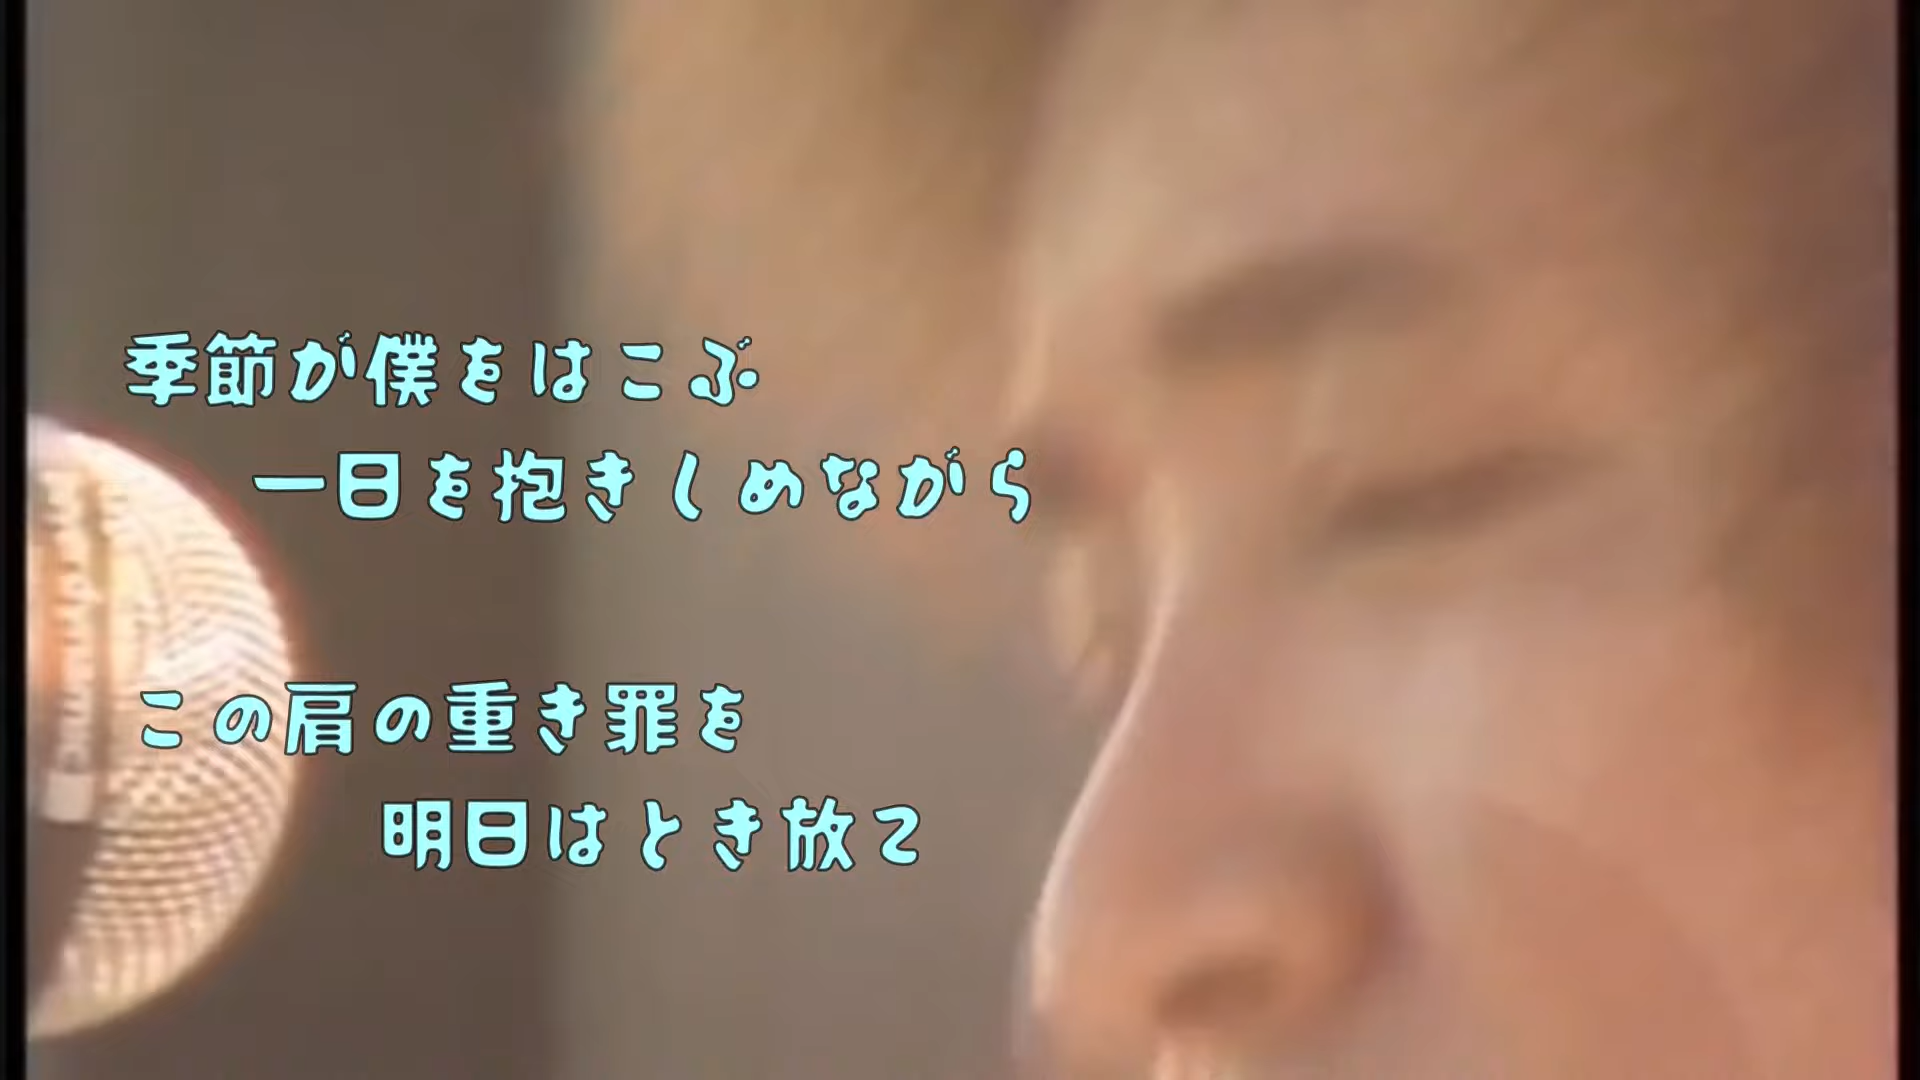 季節が僕をはこぶ
一日を抱きしめながら
この肩の重き罪を
明日はとき放て